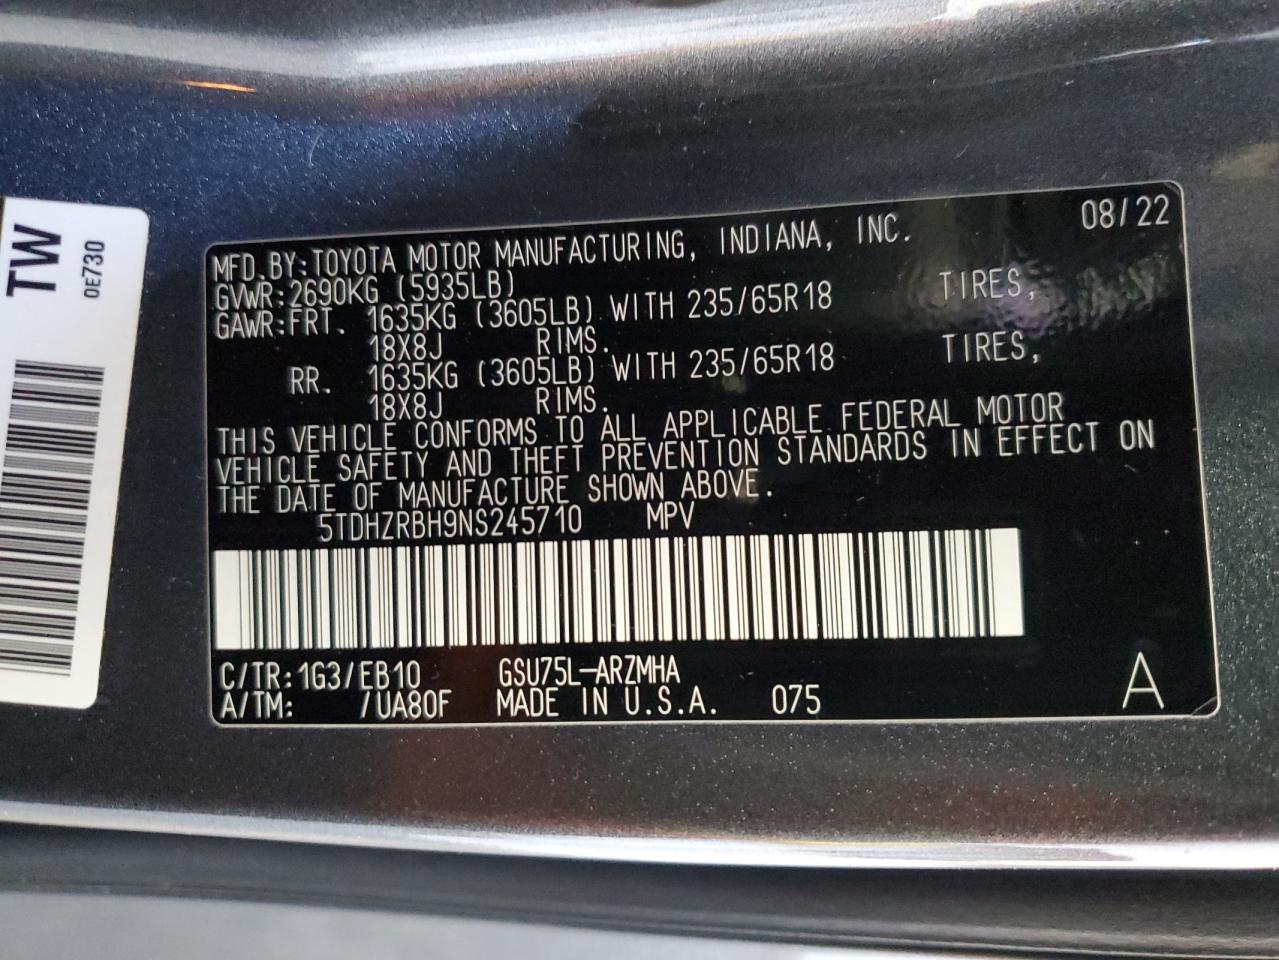 TW
0E730
08/22
MFD.BY:TOYOTA MOTOR MANUFACTURING, INDIANA, INC.
GVWR:2690KG (5935LB)
GAWR:FRT. 1635KG (3605LB) WITH 235/65R18 TIRES,
18X8J RIMS.
RR. 1635KG (3605LB) WITH 235/65R18 TIRES,
18X8J RIMS.
THIS VEHICLE CONFORMS TO ALL APPLICABLE FEDERAL MOTOR
VEHICLE SAFETY AND THEFT PREVENTION STANDARDS IN EFFECT ON
THE DATE OF MANUFACTURE SHOWN ABOVE.
5TDHZRBH9NS245710 MPV
C/TR:1G3/EB10 GSU75L-ARZMHA
A/TM: /UA80F MADE IN U.S.A. 075 A